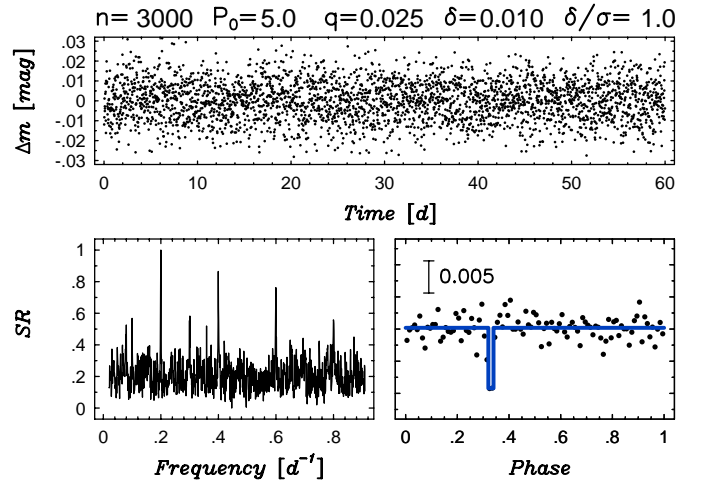 n= 3000 P₀=5.0 q=0.025 δ=0.010 δ/σ= 1.0
.03
.02
.01
0
-.01
-.02
-.03
Δm [mag]
0 10 20 30 40 50 60
Time [d]
1
.8
.6
.4
.2
0
SR
0 .2 .4 .6 .8
Frequency [d⁻¹]
0.005
0 .2 .4 .6 .8 1
Phase